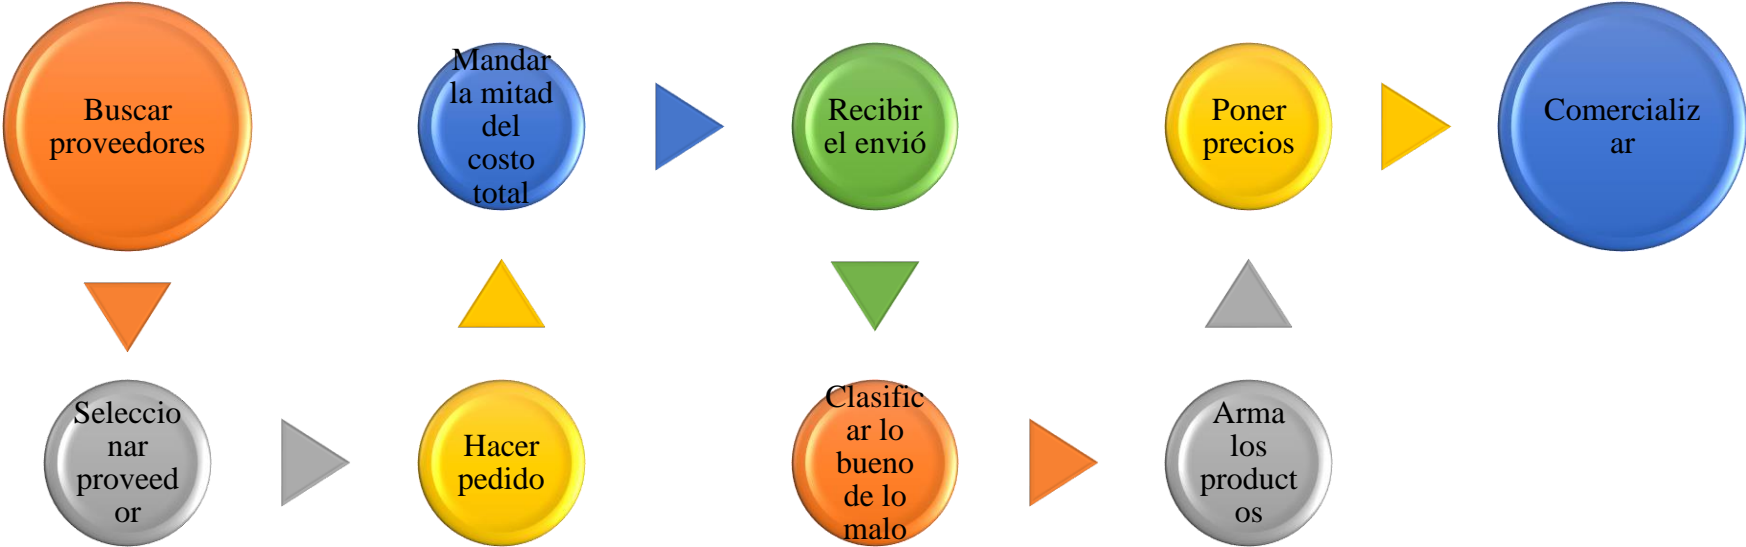 Buscar
proveedores
Seleccio
nar
proveed
or
Hacer
pedido
Mandar
la mitad
del
costo
total
Recibir
el envió
Clasific
ar lo
bueno
de lo
malo
Arma
los
product
os
Poner
precios
Comercializ
ar